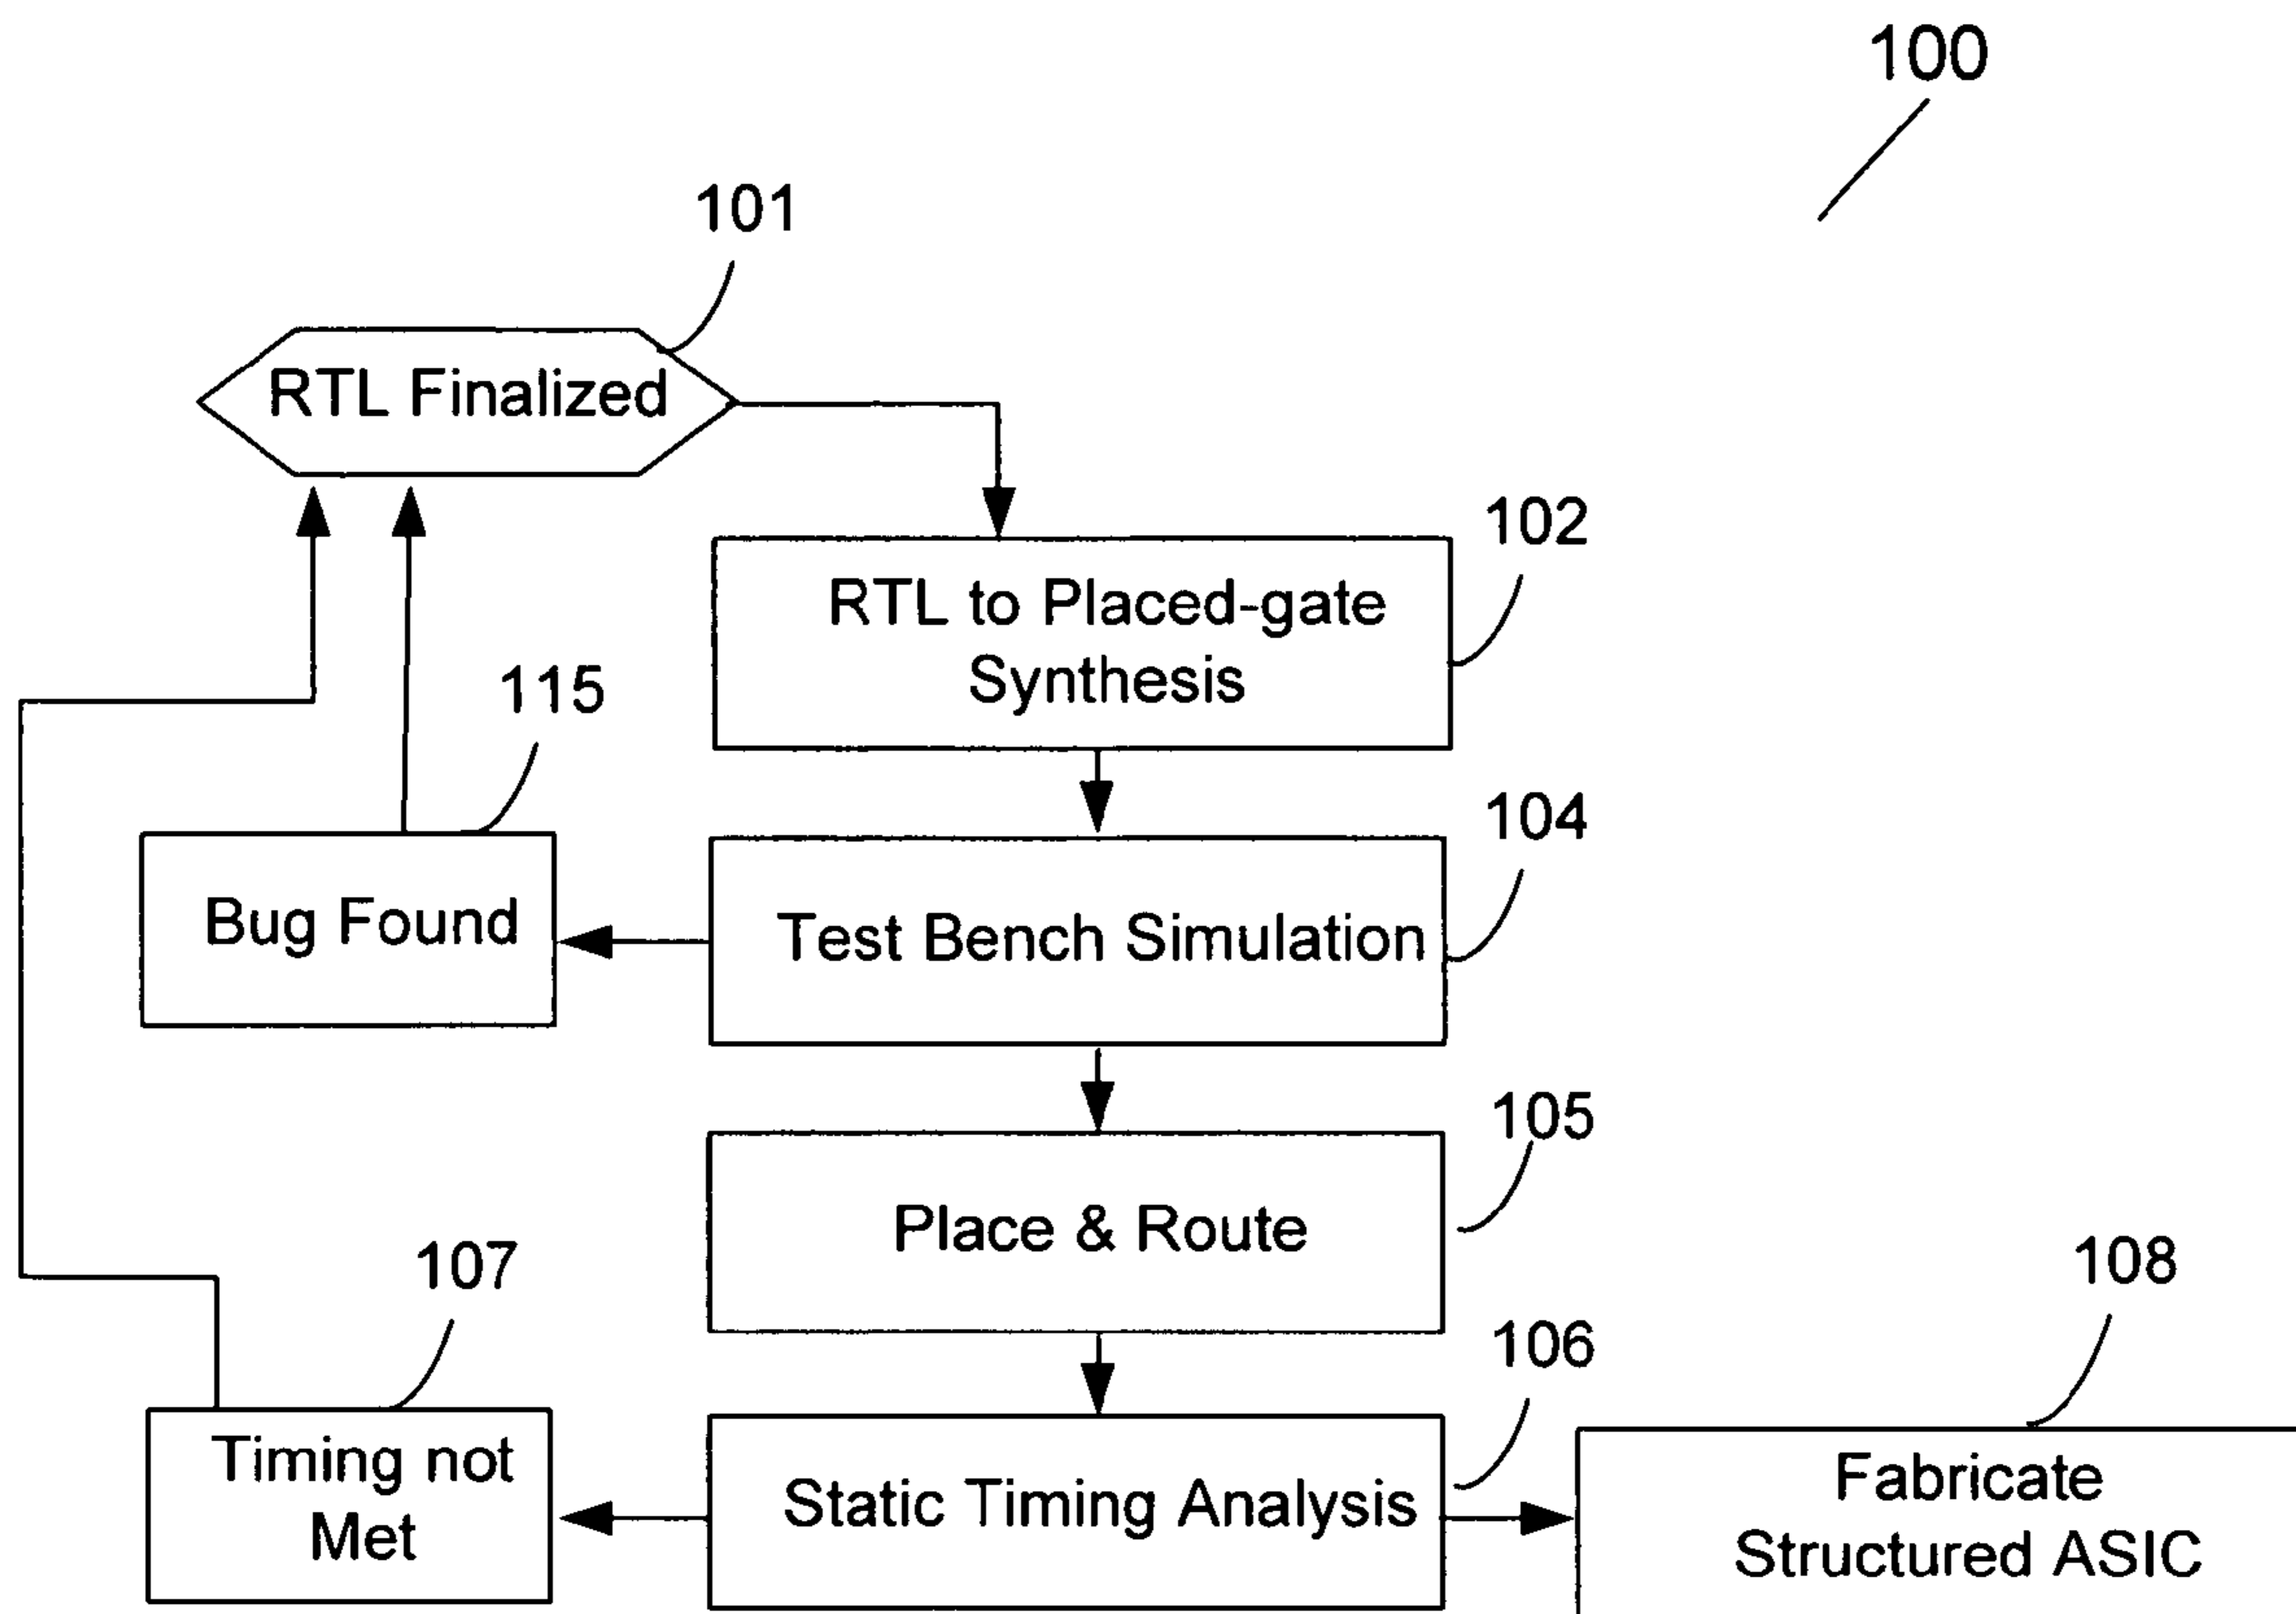 100
101
RTL Finalized
102
RTL to Placed-gate
Synthesis
115
104
Bug Found
Test Bench Simulation
105
Place & Route
107
108
106
Timing not
Met
Static Timing Analysis
Fabricate
Structured ASIC